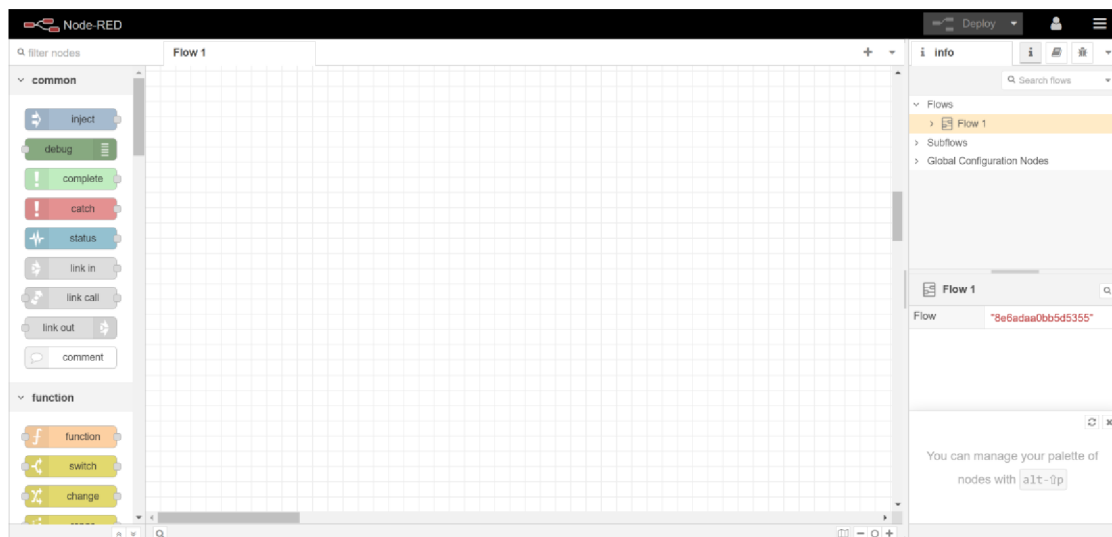 Node-RED
Deploy
filter nodes
Flow 1
i info
i
common
Search flows
inject
debug
complete
catch
status
link in
link call
link out
comment
function
function
switch
change
Flows
Flow 1
Subflows
Global Configuration Nodes
Flow 1
Flow "8e6adaa0bb5d5355"
You can manage your palette of
nodes with alt-⇧p